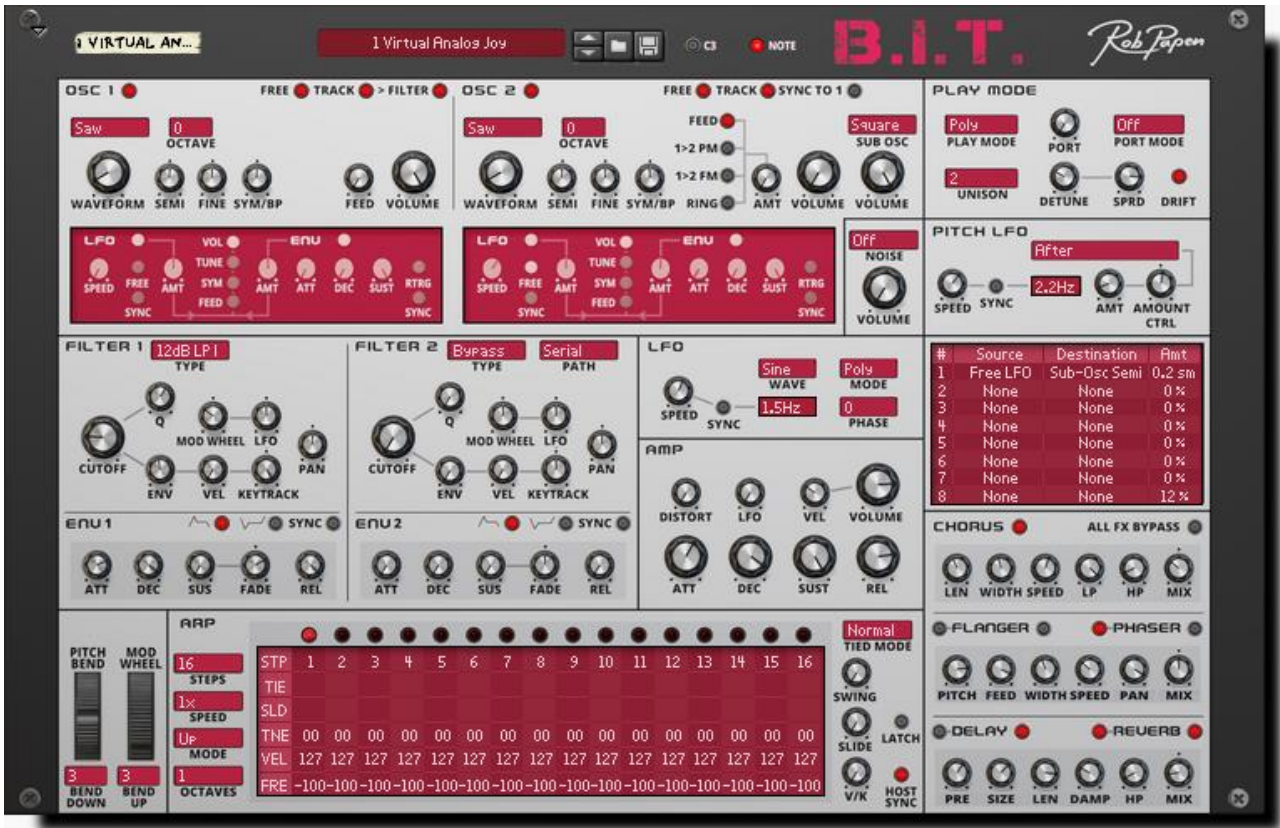 1 VIRTUAL AN...
1 Virtual Analog Joy
C3
NOTE
B.I.T.
Rob Papen
OSC 1
FREE TRACK > FILTER
Saw
0
OCTAVE
WAVEFORM SEMI FINE SYM/BP FEED VOLUME
LFO
VOL
ENV
TUNE
SYM
FEED
SPEED FREE AMT AMT ATT DEC SUST RTRG
SYNC SYNC
OSC 2
FREE TRACK SYNC TO 1
Saw
0
OCTAVE
FEED
1>2 PM
1>2 FM
RING
Square
SUB OSC
WAVEFORM SEMI FINE SYM/BP AMT VOLUME VOLUME
LFO
VOL
ENV
TUNE
SYM
FEED
SPEED FREE AMT AMT ATT DEC SUST RTRG
SYNC SYNC
Off
NOISE
VOLUME
PLAY MODE
Poly
PLAY MODE
PORT
Off
PORT MODE
2
UNISON
DETUNE SPRD DRIFT
PITCH LFO
After
2.2Hz
SPEED SYNC AMT AMOUNT
CTRL
FILTER 1
12dB LP I
TYPE
Q
MOD WHEEL LFO
CUTOFF
PAN
ENV VEL KEYTRACK
ENV 1
SYNC
ATT DEC SUS FADE REL
FILTER 2
Bypass
TYPE
Serial
PATH
Q
MOD WHEEL LFO
CUTOFF
PAN
ENV VEL KEYTRACK
ENV 2
SYNC
ATT DEC SUS FADE REL
LFO
Sine
WAVE
Poly
MODE
SPEED
SYNC
1.5Hz
0
PHASE
AMP
DISTORT LFO VEL VOLUME
ATT DEC SUST REL
# Source Destination Amt
1 Free LFO Sub-Osc Semi 0.2 sm
2 None None 0 %
3 None None 0 %
4 None None 0 %
5 None None 0 %
6 None None 0 %
7 None None 0 %
8 None None 12 %
CHORUS
ALL FX BYPASS
LEN WIDTH SPEED LP HP MIX
FLANGER PHASER
PITCH FEED WIDTH SPEED PAN MIX
DELAY REVERB
PRE SIZE LEN DAMP HP MIX
PITCH
BEND
MOD
WHEEL
3
BEND
DOWN
3
BEND
UP
ARP
16
STEPS
1x
SPEED
Up
MODE
1
OCTAVES
STP 1 2 3 4 5 6 7 8 9 10 11 12 13 14 15 16
TIE
SLD
TNE 00 00 00 00 00 00 00 00 00 00 00 00 00 00 00 00
VEL 127 127 127 127 127 127 127 127 127 127 127 127 127 127 127 127
FRE -100 -100 -100 -100 -100 -100 -100 -100 -100 -100 -100 -100 -100 -100 -100 -100
Normal
TIED MODE
SWING
SLIDE
LATCH
V/K
HOST
SYNC